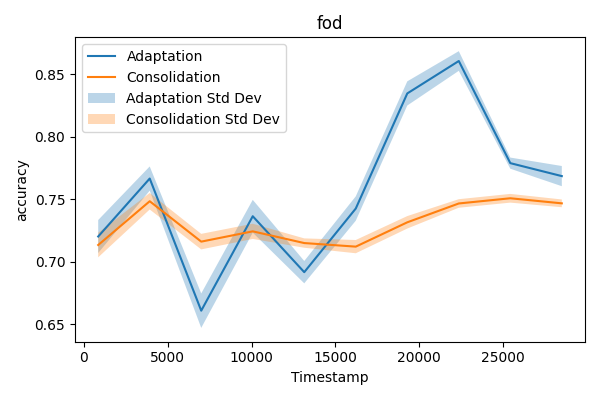 fod
Adaptation
Consolidation
Adaptation Std Dev
Consolidation Std Dev
accuracy
0.85
0.80
0.75
0.70
0.65
0 5000 10000 15000 20000 25000
Timestamp